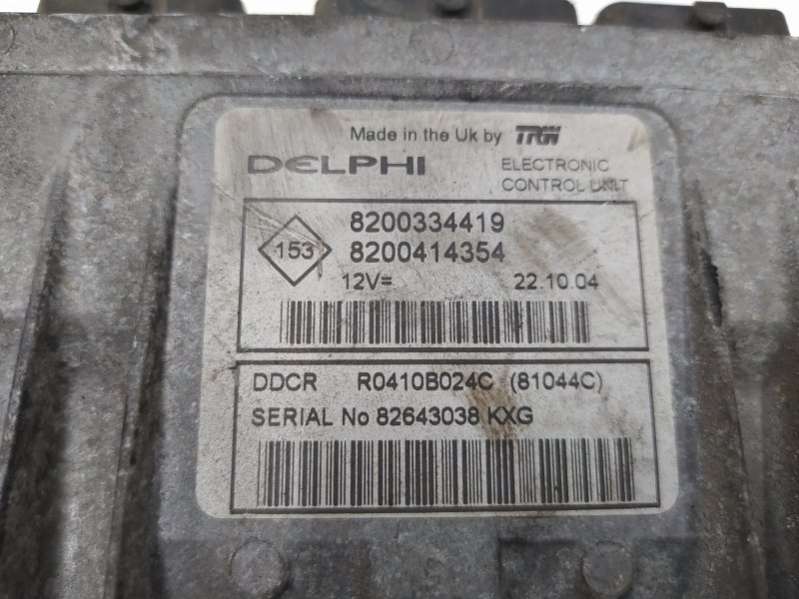 Made in the Uk by TRW
DELPHI
ELECTRONIC
CONTROL UNIT
153
8200334419
8200414354
12V= 22.10.04
DDCR R0410B024C (81044C)
SERIAL No 82643038 KXG